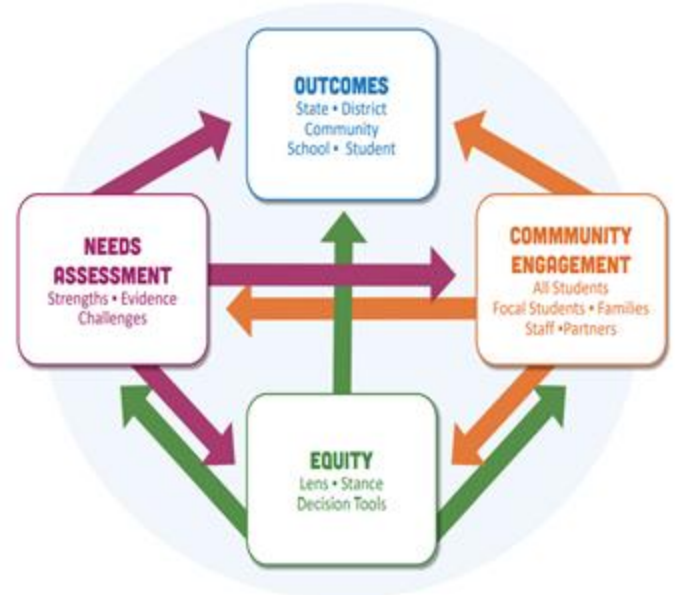 OUTCOMES
State • District
Community
School • Student
NEEDS
ASSESSMENT
Strengths • Evidence
Challenges
COMMMUNITY
ENGAGEMENT
All Students
Focal Students • Families
Staff •Partners
EQUITY
Lens • Stance
Decision Tools